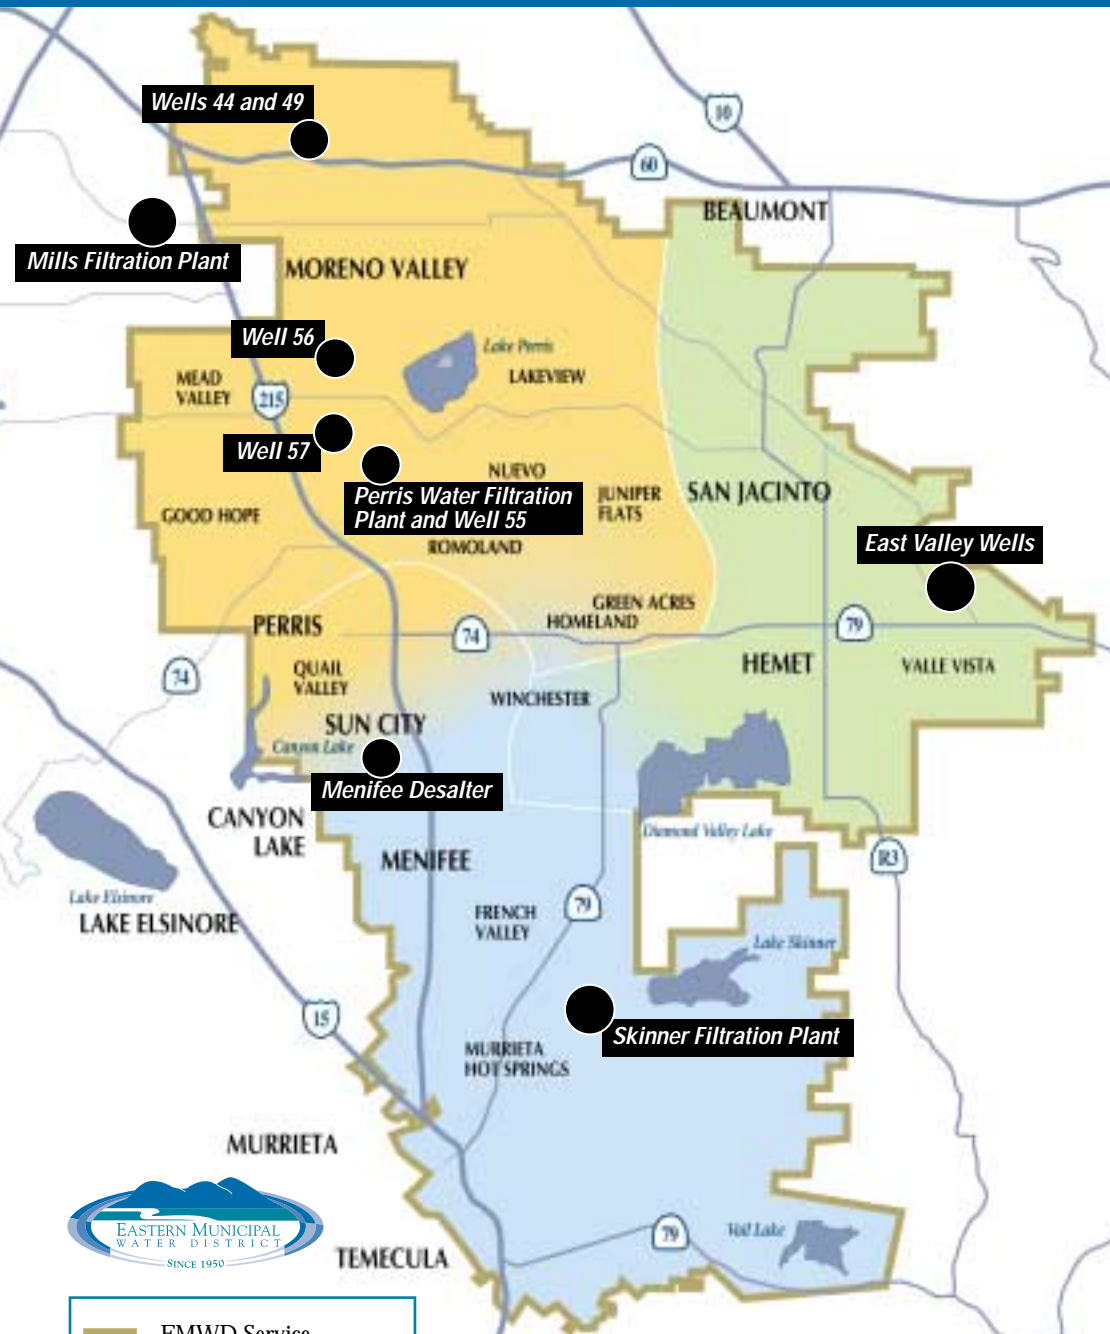 Wells 44 and 49
10
60
BEAUMONT
Mills Filtration Plant
MORENO VALLEY
Well 56
Lake Perris
LAKEVIEW
MEAD
VALLEY
215
Well 57
NUEVO
Perris Water Filtration
Plant and Well 55
JUNIPER
FLATS
SAN JACINTO
GOOD HOPE
ROMOLAND
East Valley Wells
GREEN ACRES
HOMELAND
PERRIS
74
79
74
QUAIL
VALLEY
HEMET
VALLE VISTA
WINCHESTER
SUN CITY
Canyon Lake
Menifee Desalter
CANYON
LAKE
Diamond Valley Lake
MENIFEE
R3
Lake Elsinore
LAKE ELSINORE
FRENCH
VALLEY
79
Lake Skinner
15
Skinner Filtration Plant
MURRIETA
HOT SPRINGS
MURRIETA
EASTERN MUNICIPAL
WATER DISTRICT
SINCE 1950
TEMECULA
79
Vail Lake
EMWD Service